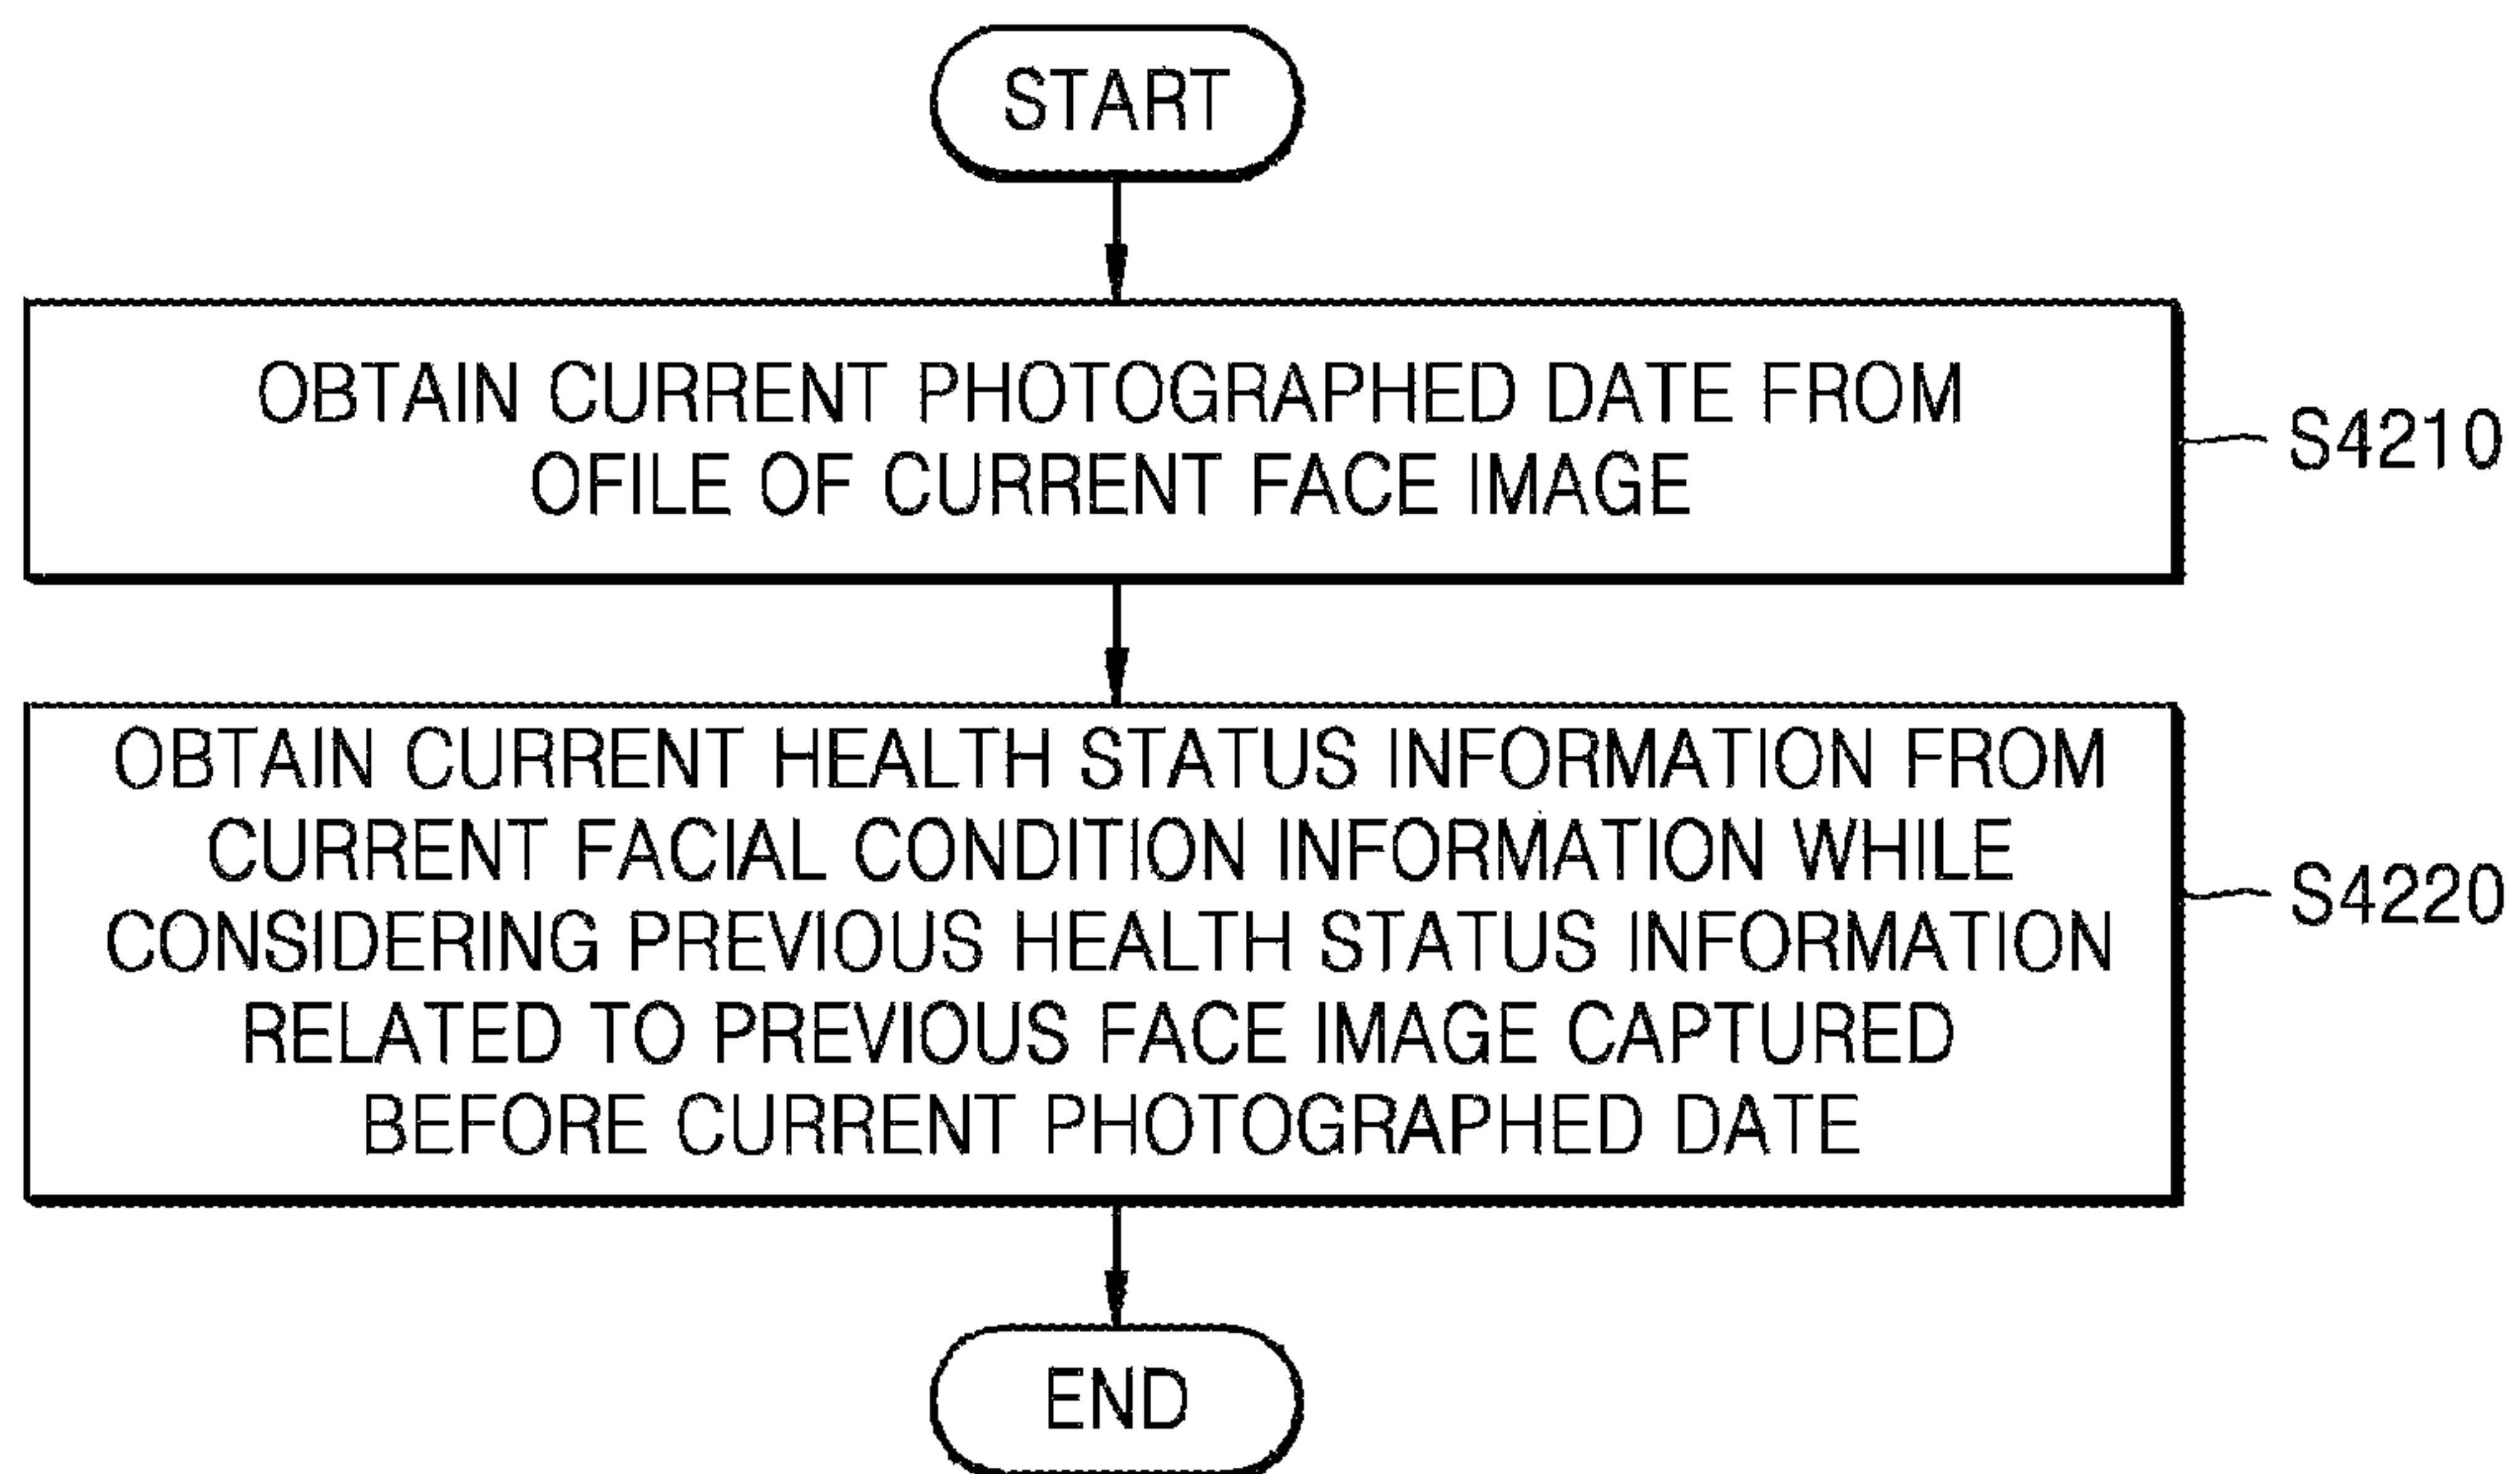 START
OBTAIN CURRENT PHOTOGRAPHED DATE FROM
OFILE OF CURRENT FACE IMAGE
S4210
OBTAIN CURRENT HEALTH STATUS INFORMATION FROM
CURRENT FACIAL CONDITION INFORMATION WHILE
CONSIDERING PREVIOUS HEALTH STATUS INFORMATION
RELATED TO PREVIOUS FACE IMAGE CAPTURED
BEFORE CURRENT PHOTOGRAPHED DATE
S4220
END